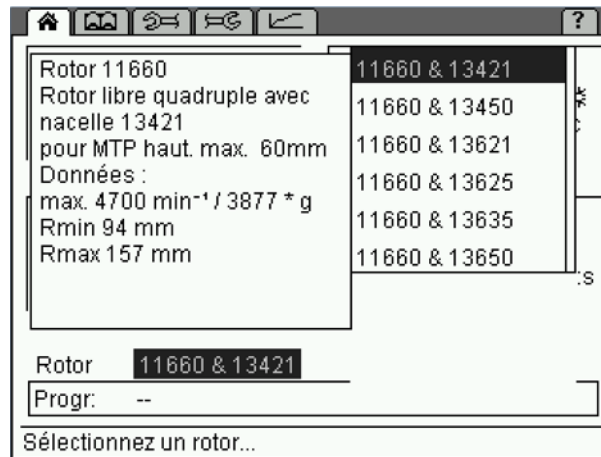 ?
Rotor 11660
Rotor libre quadruple avec
nacelle 13421
pour MTP haut. max. 60mm
Données :
max. 4700 min⁻¹ / 3877 * g
Rmin 94 mm
Rmax 157 mm
11660 & 13421
11660 & 13450
11660 & 13621
11660 & 13625
11660 & 13635
11660 & 13650
Rotor 11660 & 13421
Progr: --
Sélectionnez un rotor...